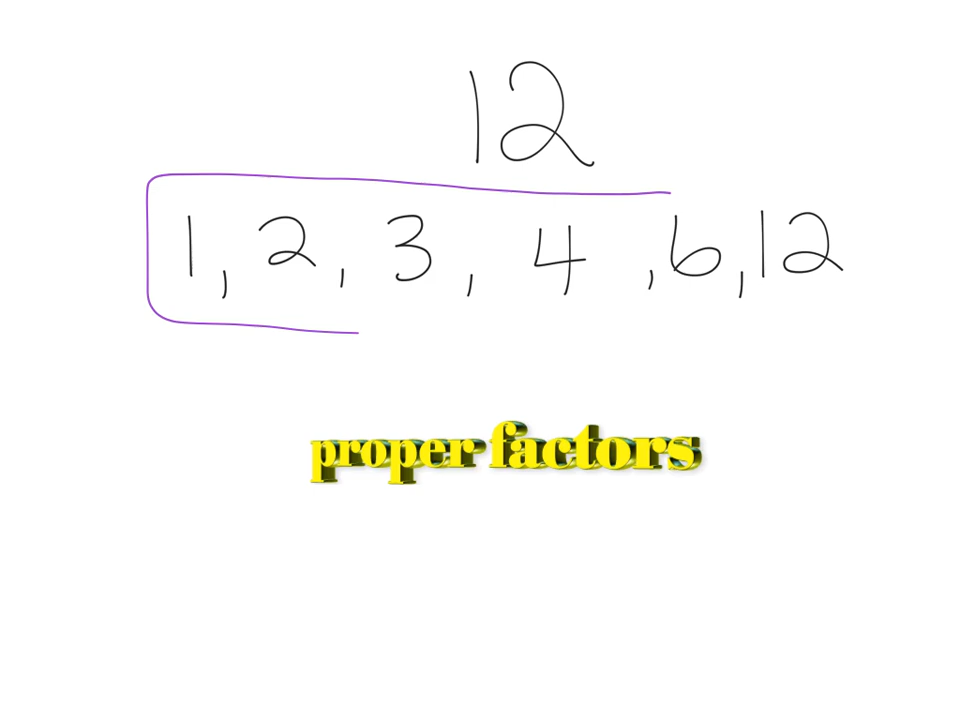 12
1, 2, 3, 4, 6, 12
proper factors